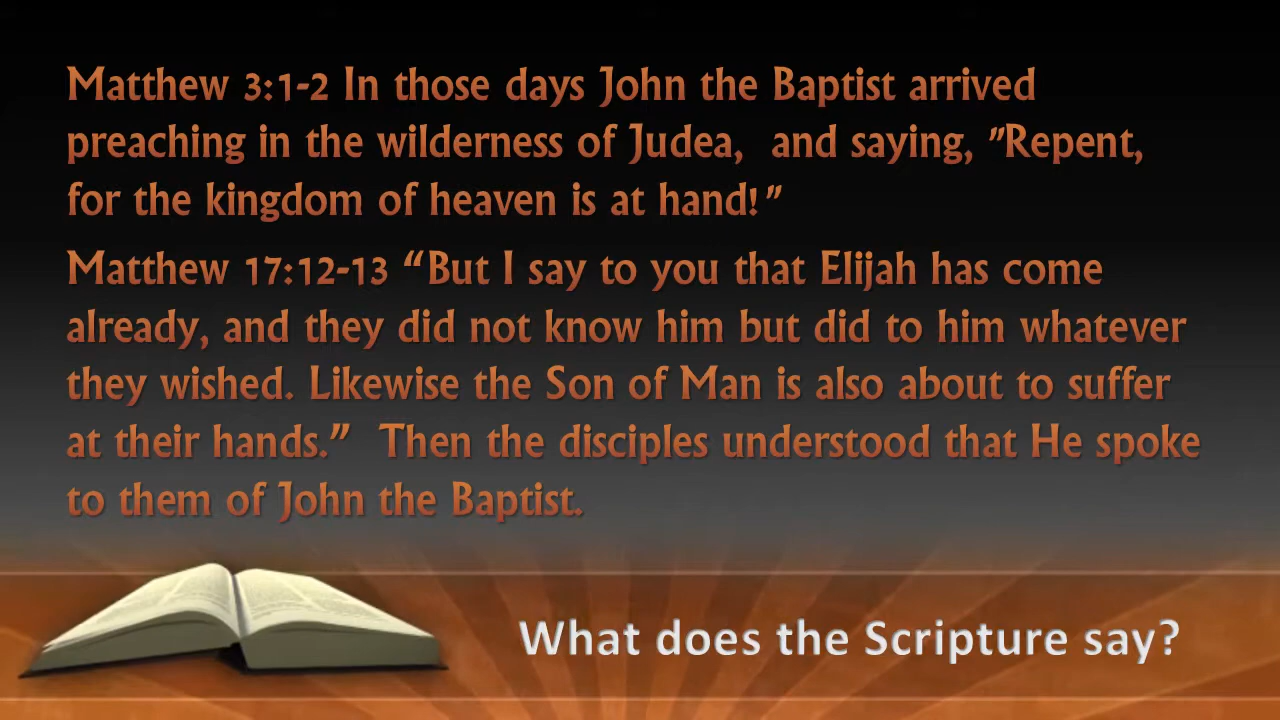 Matthew 3:1-2 In those days John the Baptist arrived
preaching in the wilderness of Judea,  and saying, "Repent,
for the kingdom of heaven is at hand!"
Matthew 17:12-13 “But I say to you that Elijah has come
already, and they did not know him but did to him whatever
they wished. Likewise the Son of Man is also about to suffer
at their hands.”  Then the disciples understood that He spoke
to them of John the Baptist.
What does the Scripture say?